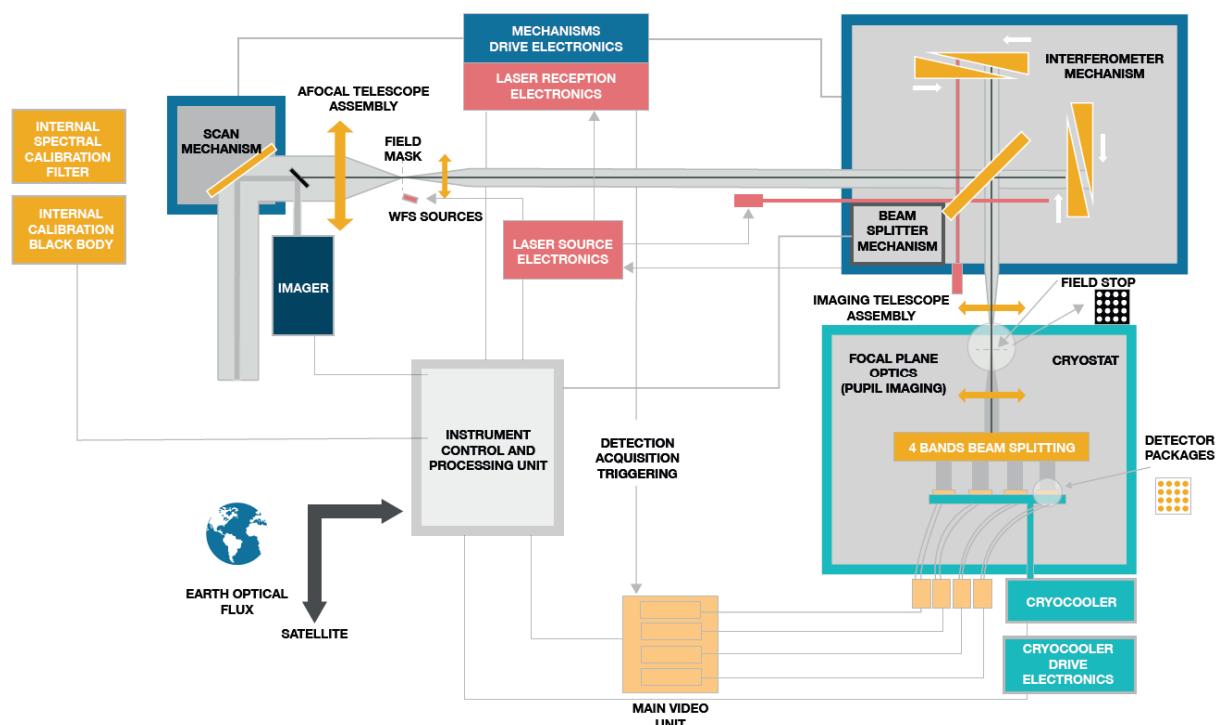 MECHANISMS
DRIVE ELECTRONICS
LASER RECEPTION
ELECTRONICS
INTERFEROMETER
MECHANISM
AFOCAL TELESCOPE
ASSEMBLY
INTERNAL
SPECTRAL
CALIBRATION
FILTER
SCAN
MECHANISM
FIELD
MASK
INTERNAL
CALIBRATION
BLACK BODY
WFS SOURCES
BEAM
SPLITTER
MECHANISM
LASER SOURCE
ELECTRONICS
IMAGER
FIELD STOP
IMAGING TELESCOPE
ASSEMBLY
FOCAL PLANE
OPTICS
(PUPIL IMAGING)
CRYOSTAT
INSTRUMENT
CONTROL AND
PROCESSING UNIT
DETECTION
ACQUISITION
TRIGGERING
4 BANDS BEAM SPLITTING
DETECTOR
PACKAGES
EARTH OPTICAL
FLUX
SATELLITE
CRYOCOOLER
CRYOCOOLER
DRIVE
ELECTRONICS
MAIN VIDEO
UNIT